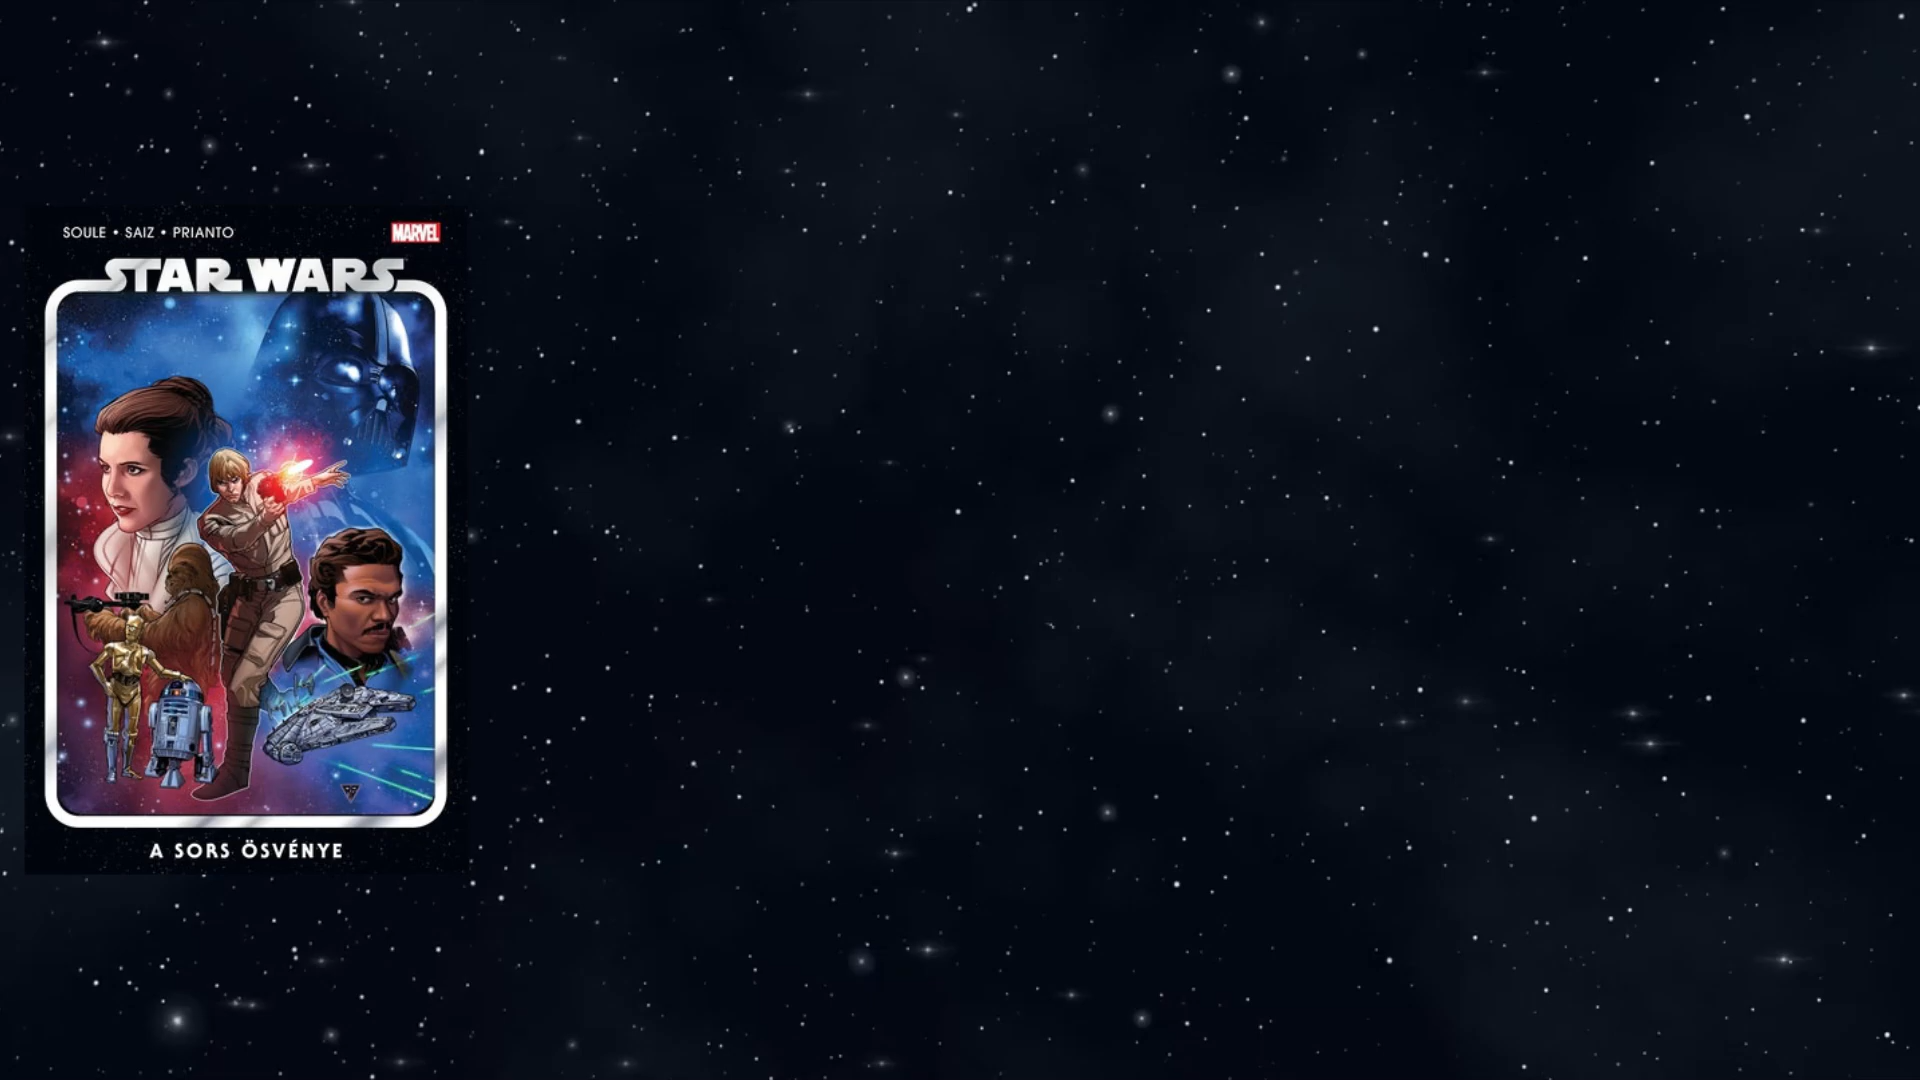 SOULE • SAIZ • PRIANTO
MARVEL
STAR WARS
A SORS ÖSVÉNYE